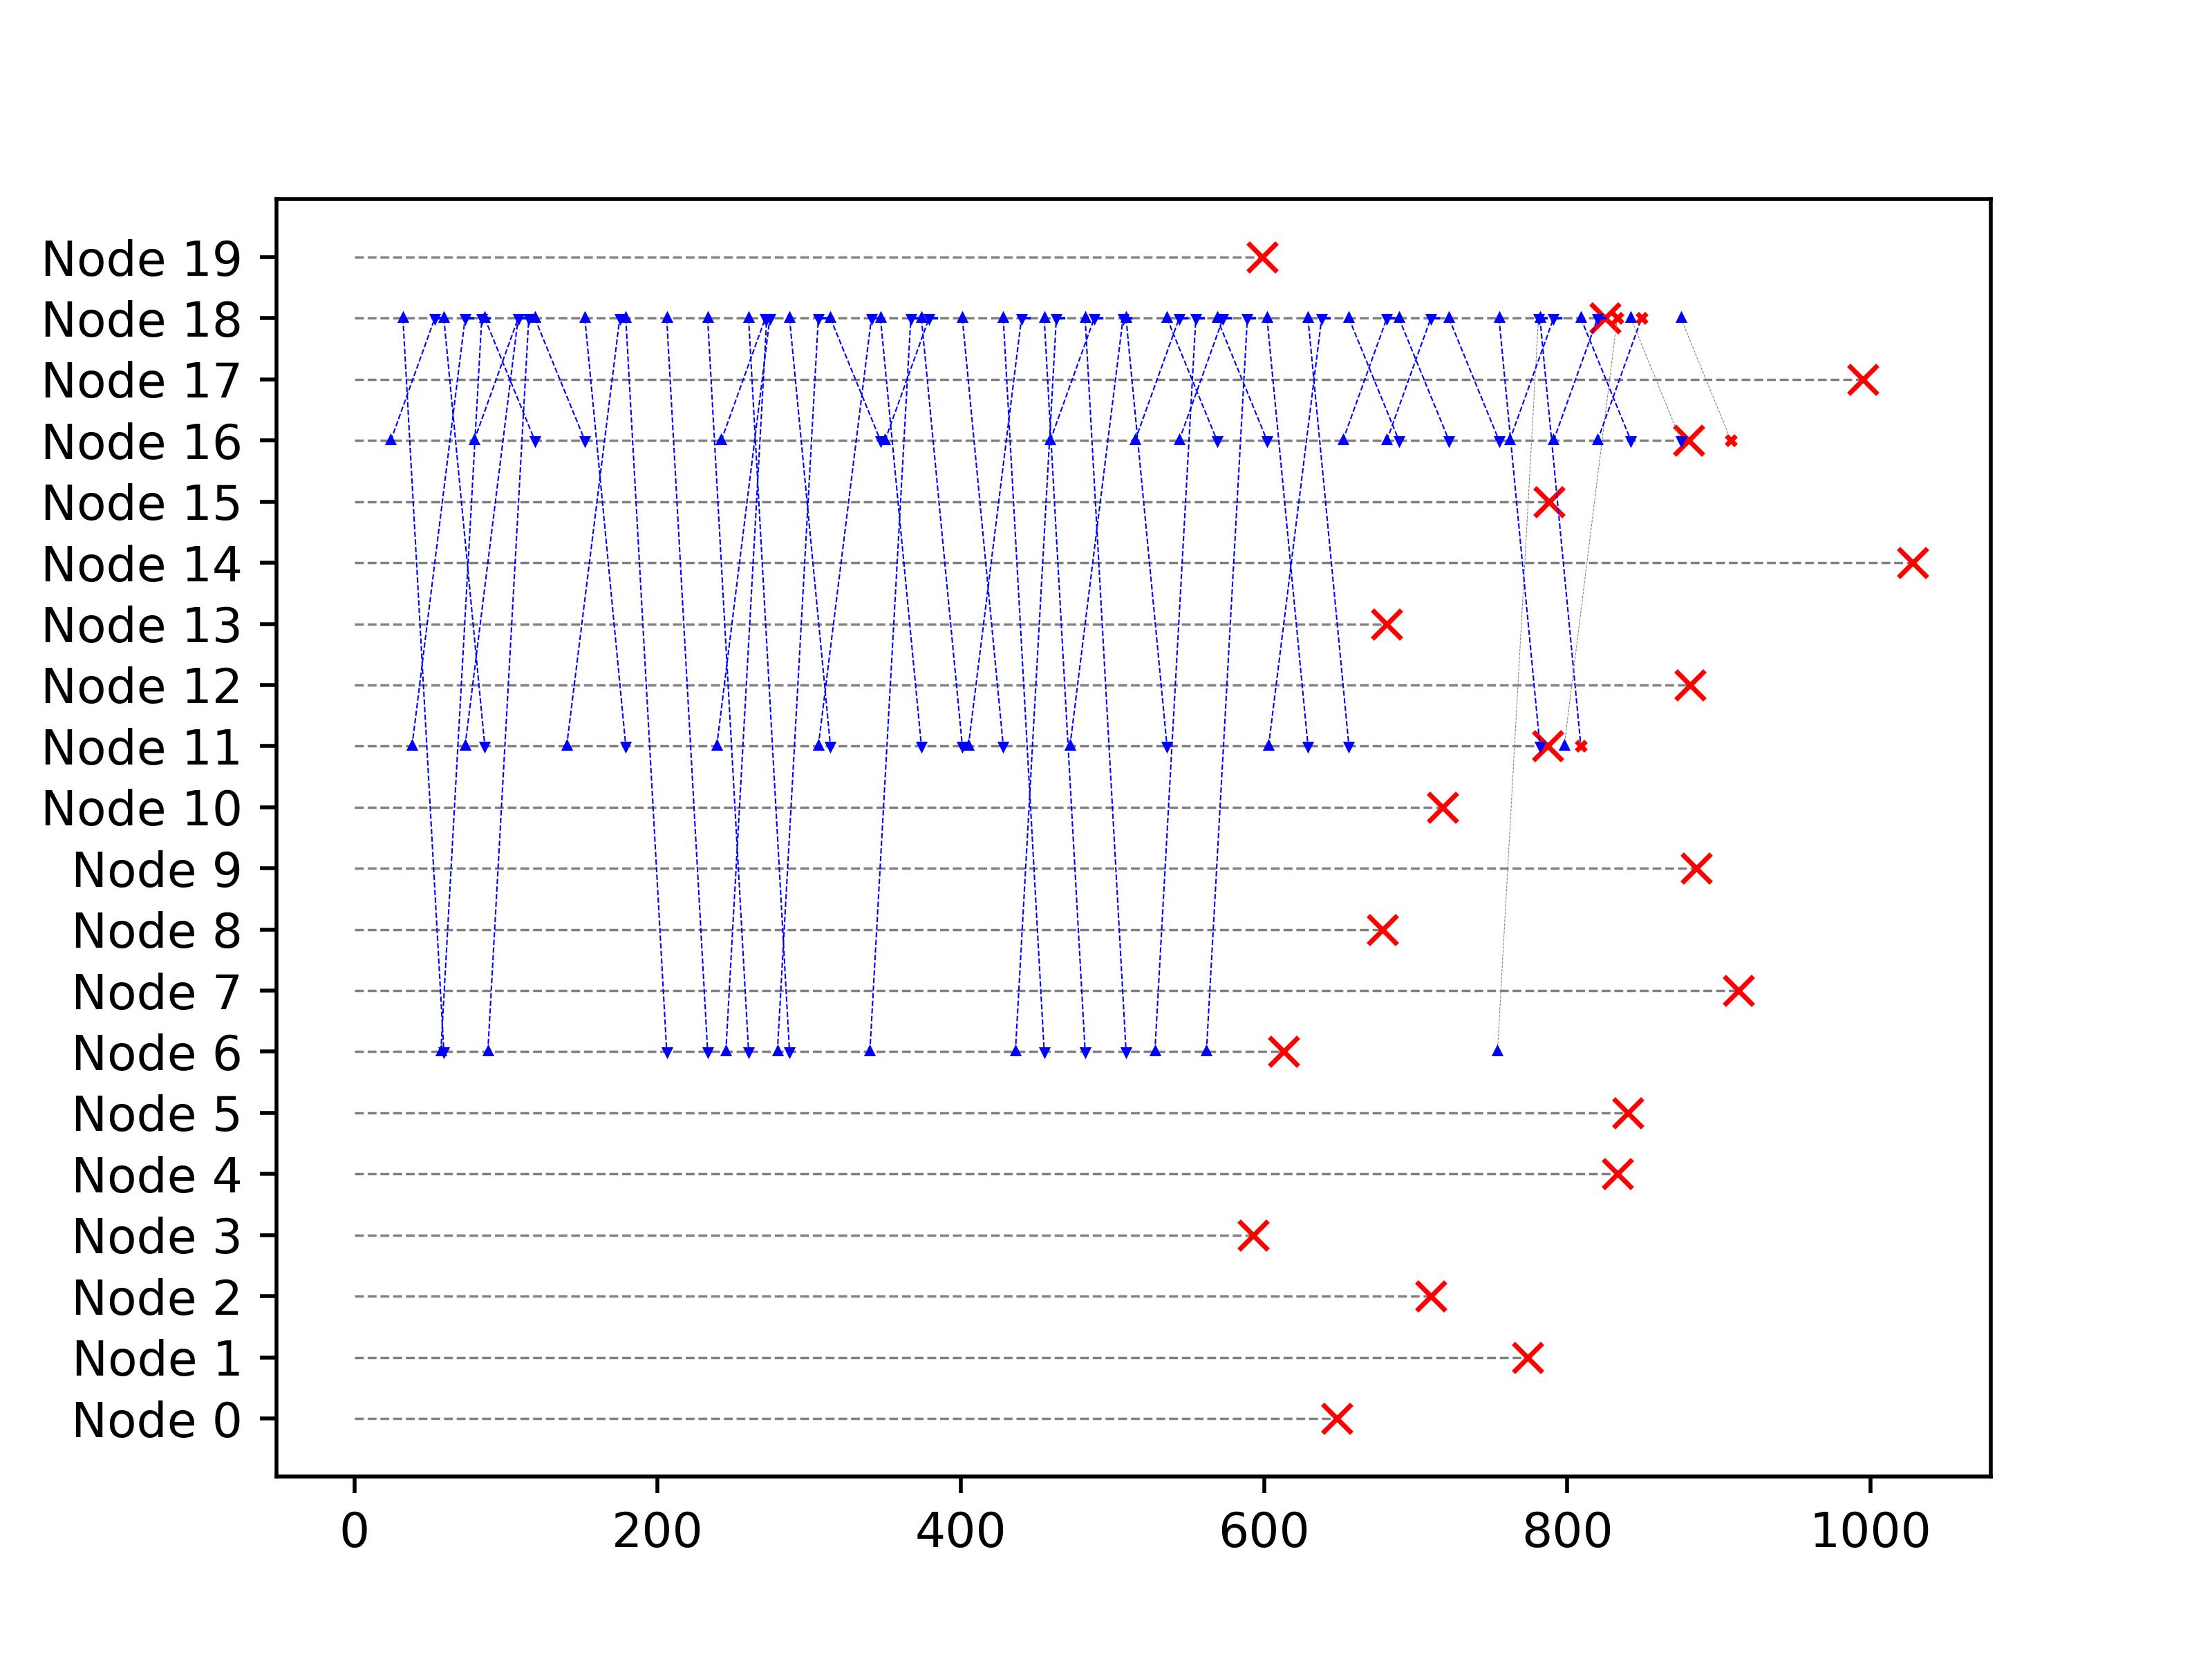 Node 19
Node 18
Node 17
Node 16
Node 15
Node 14
Node 13
Node 12
Node 11
Node 10
Node 9
Node 8
Node 7
Node 6
Node 5
Node 4
Node 3
Node 2
Node 1
Node 0
0 200 400 600 800 1000